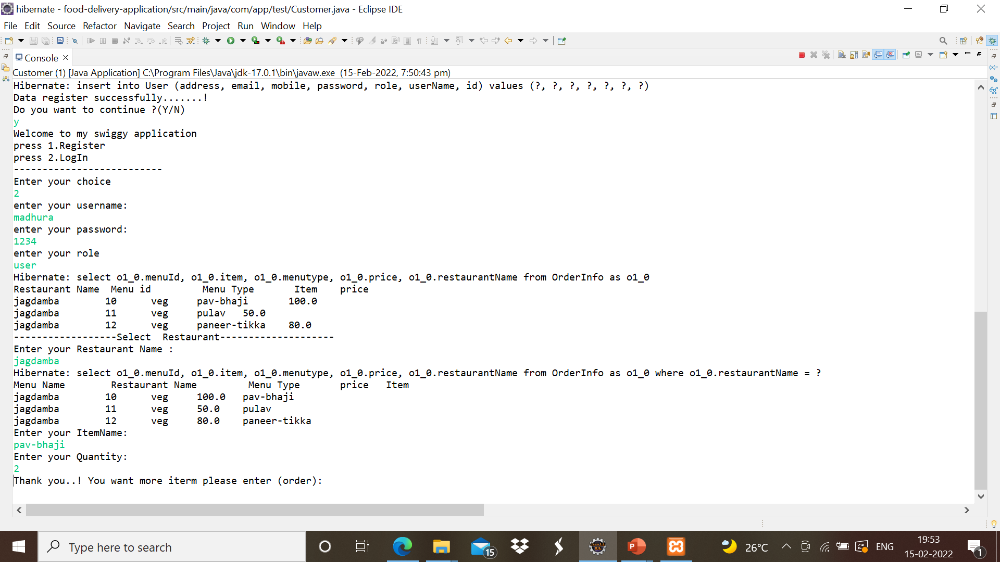 hibernate - food-delivery-application/src/main/java/com/app/test/Customer.java - Eclipse IDE
File Edit Source Refactor Navigate Search Project Run Window Help
Console
Customer (1) [Java Application] C:\Program Files\Java\jdk-17.0.1\bin\javaw.exe (15-Feb-2022, 7:50:43 pm)
Hibernate: insert into User (address, email, mobile, password, role, userName, id) values (?, ?, ?, ?, ?, ?, ?)
Data register successfully.......!
Do you want to continue ?(Y/N)
y
Welcome to my swiggy application
press 1.Register
press 2.LogIn
--------------------------
Enter your choice
2
enter your username:
madhura
enter your password:
1234
enter your role
user
Hibernate: select o1_0.menuId, o1_0.item, o1_0.menutype, o1_0.price, o1_0.restaurantName from OrderInfo as o1_0
Restaurant Name  Menu id         Menu Type       Item    price
jagdamba        10      veg     pav-bhaji       100.0
jagdamba        11      veg     pulav   50.0
jagdamba        12      veg     paneer-tikka    80.0
------------------Select  Restaurant--------------------
Enter your Restaurant Name :
jagdamba
Hibernate: select o1_0.menuId, o1_0.item, o1_0.menutype, o1_0.price, o1_0.restaurantName from OrderInfo as o1_0 where o1_0.restaurantName = ?
Menu Name        Restaurant Name         Menu Type       price   Item
jagdamba        10      veg     100.0   pav-bhaji
jagdamba        11      veg     50.0    pulav
jagdamba        12      veg     80.0    paneer-tikka
Enter your ItemName:
pav-bhaji
Enter your Quantity:
2
Thank you..! You want more iterm please enter (order):
Type here to search
15
Java EE
IDE
P
26°C
ENG
19:53
15-02-2022
1